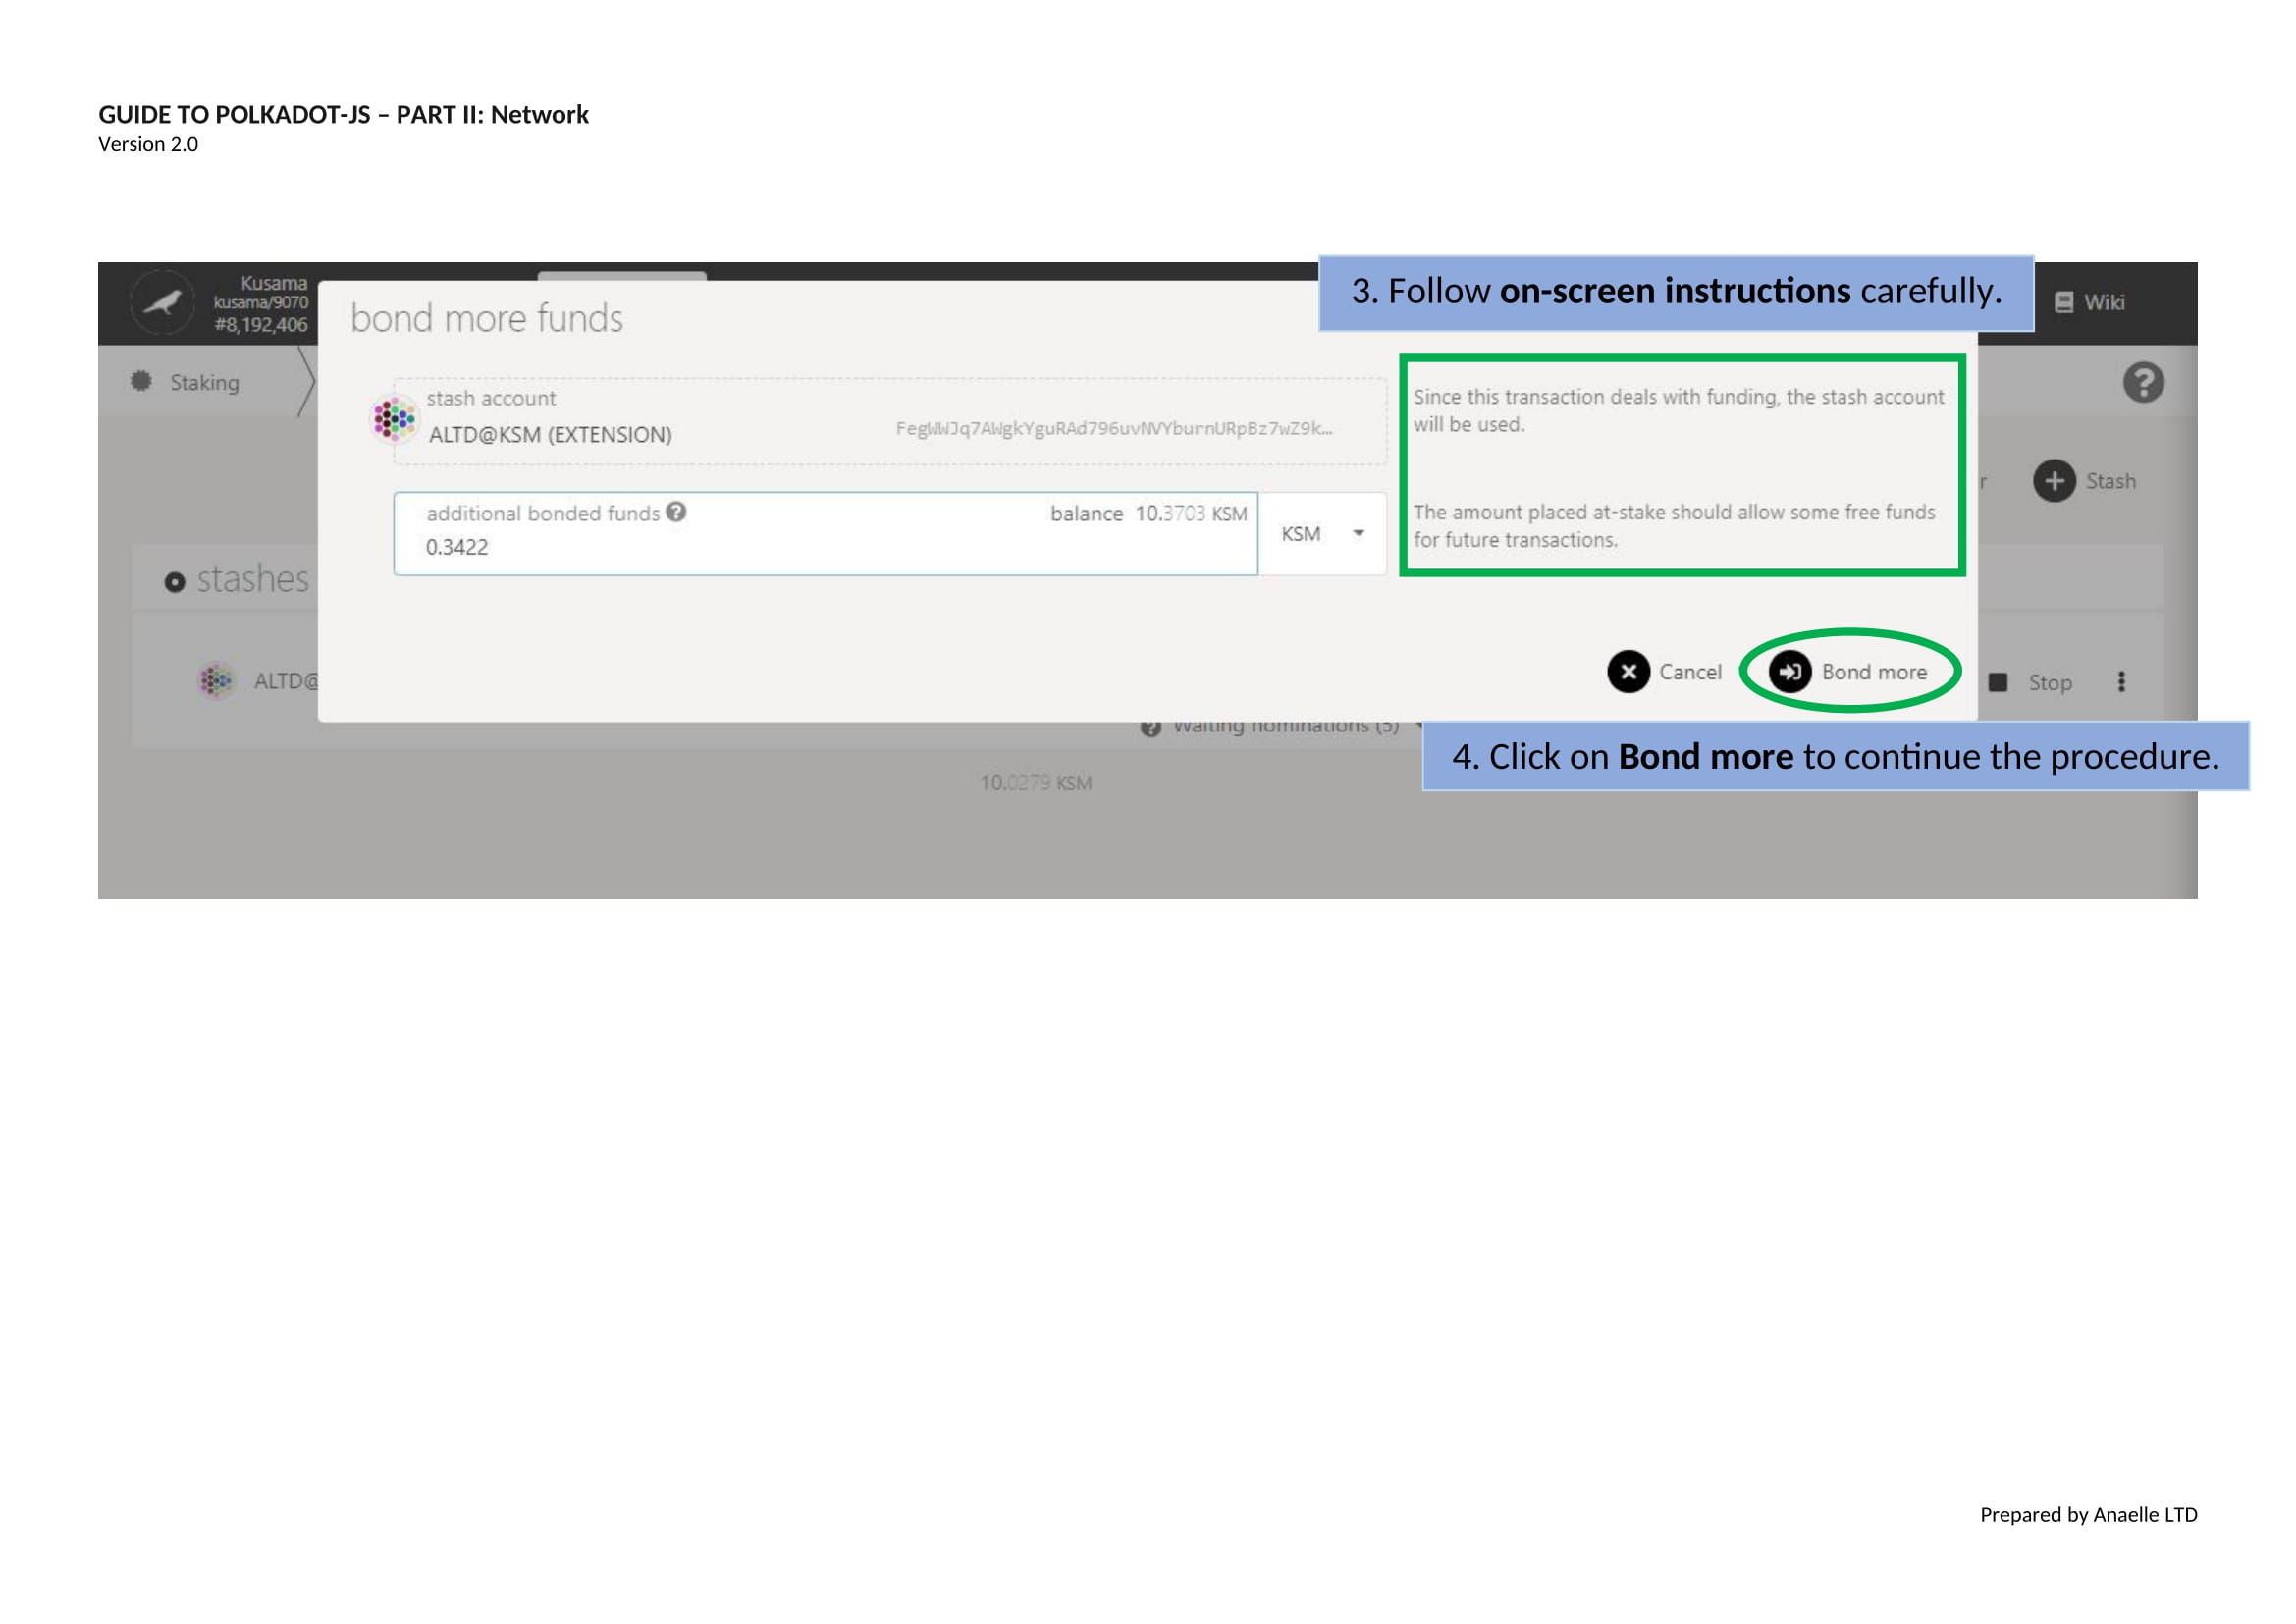 GUIDE TO POLKADOT-JS – PART II: Network
Version 2.0
3. Follow on-screen instructions carefully.
Kusama
kusama/9070
#8,192,406
bond more funds
Wiki
Staking
stash account
ALTD@KSM (EXTENSION)
FegWWJq7AWgkYguRAd796uvNVYburnURpBz7wZ9k...
Since this transaction deals with funding, the stash account
will be used.
r
Stash
additional bonded funds
balance 10.3703 KSM
0.3422
KSM
The amount placed at-stake should allow some free funds
for future transactions.
stashes
ALTD@
Cancel
Bond more
Stop
Waiting nominations (5)
4. Click on Bond more to continue the procedure.
10.0279 KSM
Prepared by Anaelle LTD